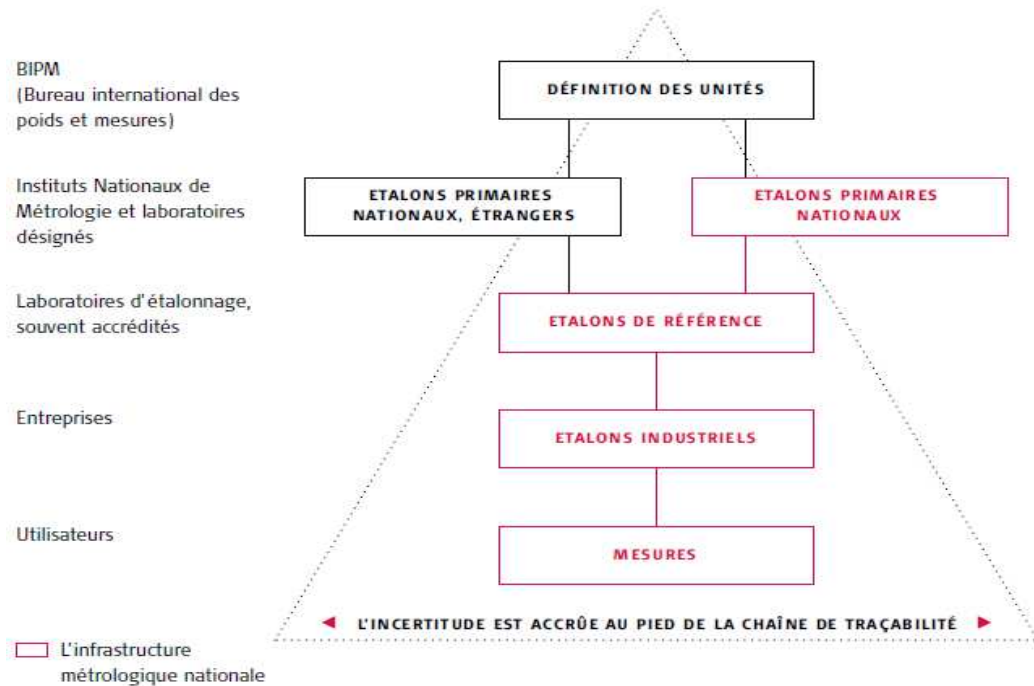 BIPM
(Bureau international des
poids et mesures)
DÉFINITION DES UNITÉS
Instituts Nationaux de
Métrologie et laboratoires
désignés
ETALONS PRIMAIRES
NATIONAUX, ÉTRANGERS
ETALONS PRIMAIRES
NATIONAUX
Laboratoires d'étalonnage,
souvent accrédités
ETALONS DE RÉFÉRENCE
Entreprises
ETALONS INDUSTRIELS
Utilisateurs
MESURES
L'INCERTITUDE EST ACCRÛE AU PIED DE LA CHAÎNE DE TRAÇABILITÉ
L'infrastructure
métrologique nationale